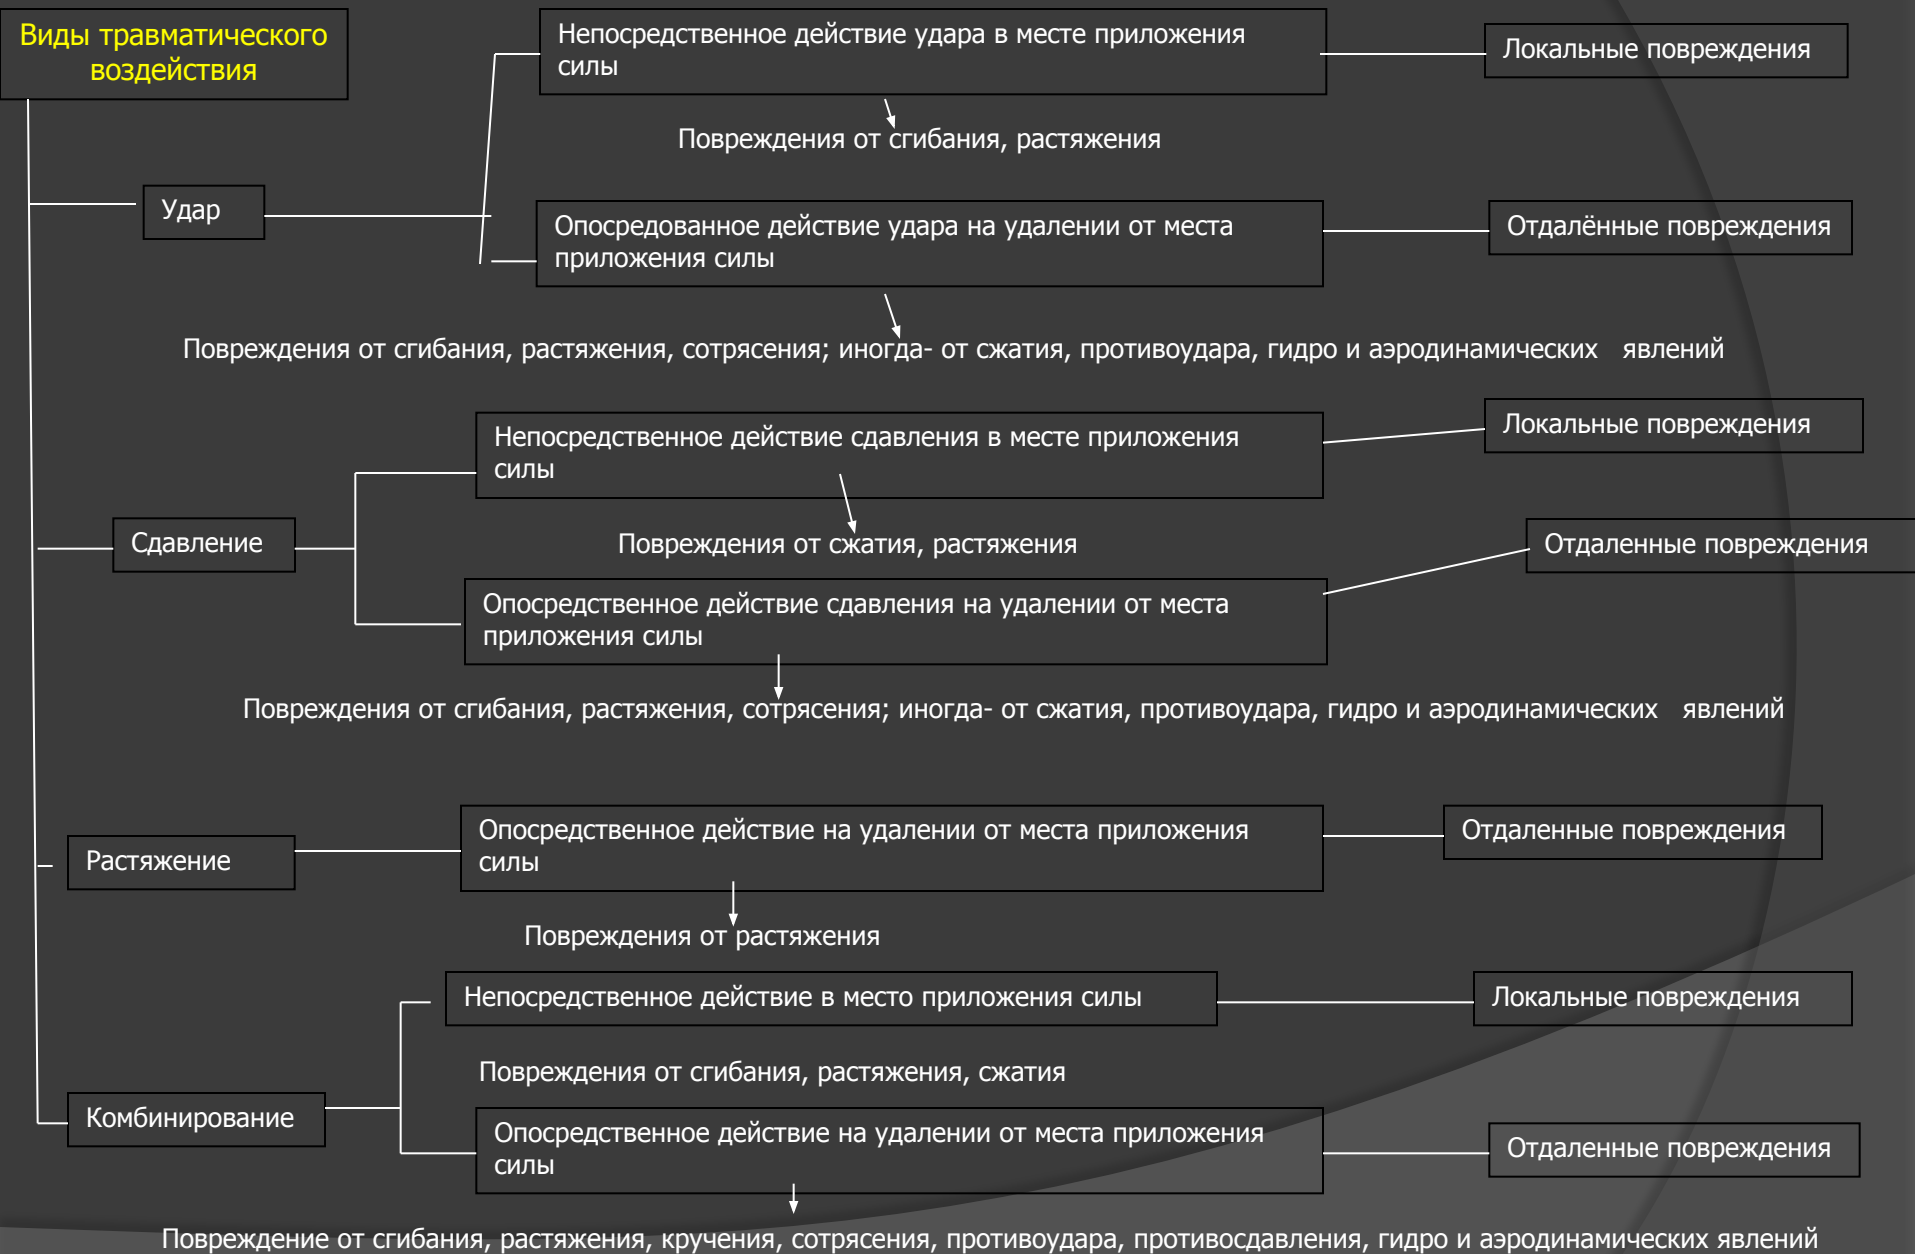 Виды травматического
воздействия
Непосредственное действие удара в месте приложения
силы
Локальные повреждения
Повреждения от сгибания, растяжения
Удар
Опосредованное действие удара на удалении от места
приложения силы
Отдалённые повреждения
Повреждения от сгибания, растяжения, сотрясения; иногда- от сжатия, противоудара, гидро и аэродинамических явлений
Непосредственное действие сдавления в месте приложения
силы
Локальные повреждения
Сдавление
Повреждения от сжатия, растяжения
Отдаленные повреждения
Опосредственное действие сдавления на удалении от места
приложения силы
Повреждения от сгибания, растяжения, сотрясения; иногда- от сжатия, противоудара, гидро и аэродинамических явлений
Растяжение
Опосредственное действие на удалении от места приложения
силы
Отдаленные повреждения
Повреждения от растяжения
Непосредственное действие в место приложения силы
Локальные повреждения
Повреждения от сгибания, растяжения, сжатия
Комбинирование
Опосредственное действие на удалении от места приложения
силы
Отдаленные повреждения
Повреждение от сгибания, растяжения, кручения, сотрясения, противоудара, противосдавления, гидро и аэродинамических явлений